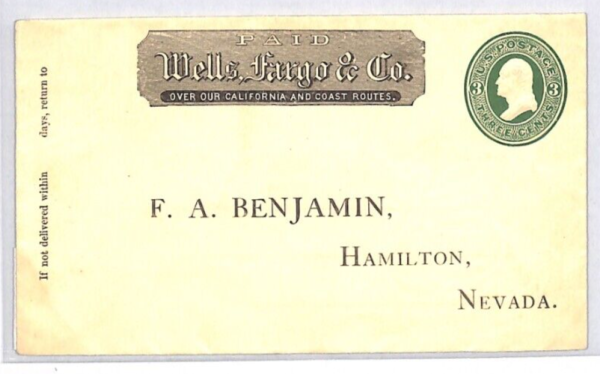 PAID
Wells, Fargo & Co.
OVER OUR CALIFORNIA AND COAST ROUTES.
U.S. POSTAGE
3 3
THREE CENTS
If not delivered within days, return to
F. A. BENJAMIN,
HAMILTON,
NEVADA.